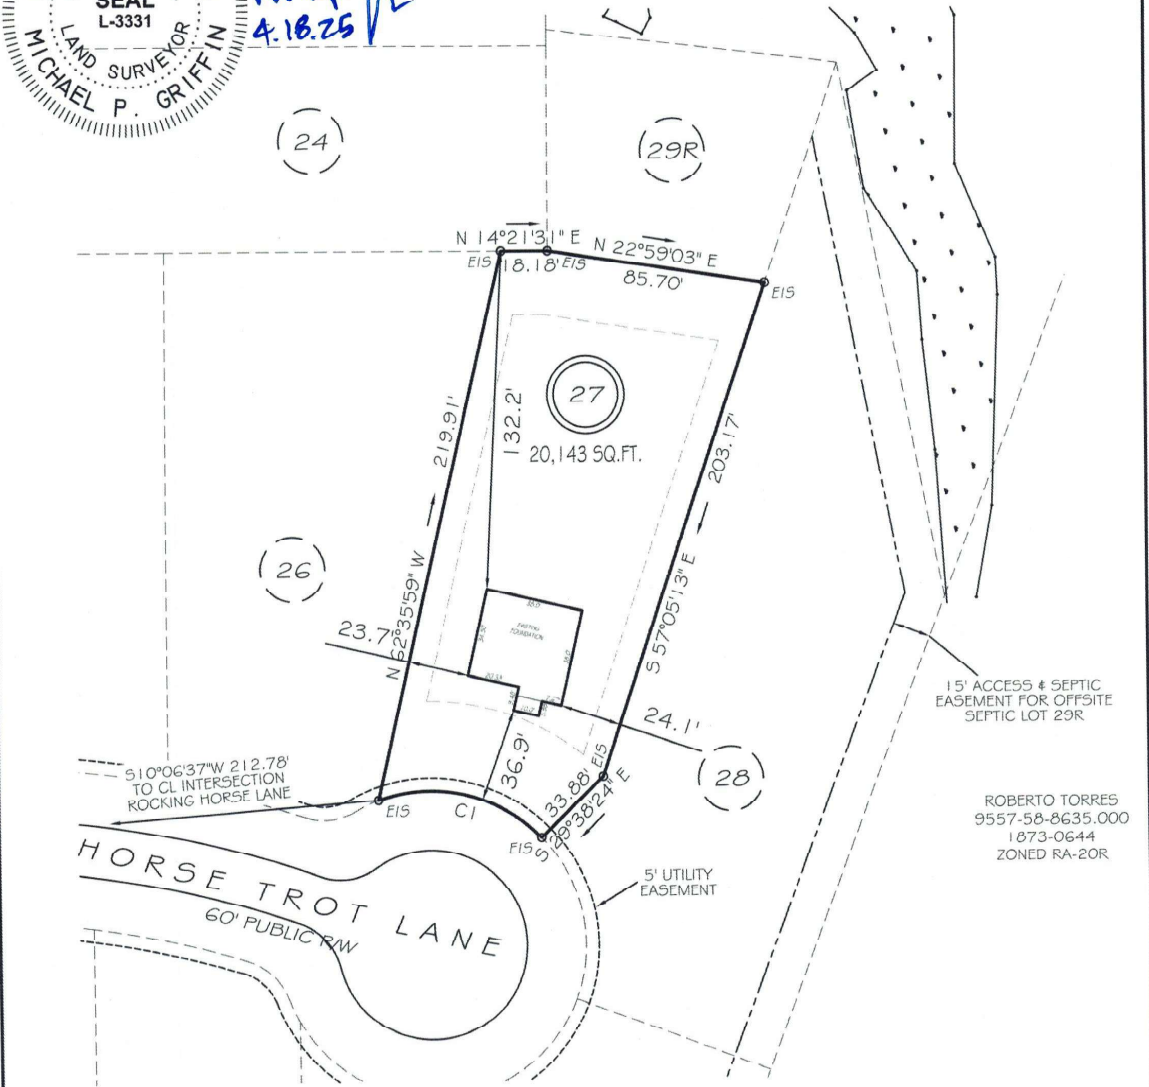 SEAL
L-3331
LAND SURVEYOR
MICHAEL P. GRIFFIN
4.18.25
24
29R
N 14°21'31" E
N 22°59'03" E
EIS
18.18'
EIS
85.70'
EIS
219.91'
132.2'
27
20,143 SQ.FT.
203.17'
26
N 62°35'59" W
S 57°05'13" E
23.7'
FOUNDATION
24.1'
36.9'
15' ACCESS & SEPTIC
EASEMENT FOR OFFSITE
SEPTIC LOT 29R
S10°06'37"W 212.78'
TO CL INTERSECTION
ROCKING HORSE LANE
EIS
C1
EIS
33.88'
S 29°38'24" E
EIS
28
ROBERTO TORRES
9557-58-8635.000
1873-0644
ZONED RA-20R
5' UTILITY
EASEMENT
HORSE TROT LANE
60' PUBLIC R/W